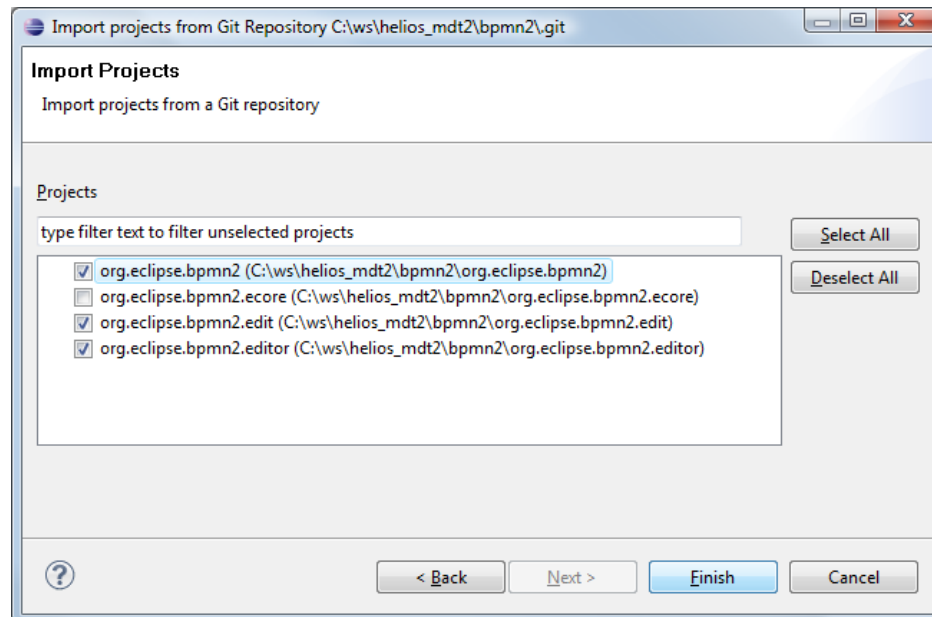 Import projects from Git Repository C:\ws\helios_mdt2\bpmn2\.git
Import Projects
Import projects from a Git repository
Projects
type filter text to filter unselected projects
Select All
org.eclipse.bpmn2 (C:\ws\helios_mdt2\bpmn2\org.eclipse.bpmn2)
Deselect All
org.eclipse.bpmn2.ecore (C:\ws\helios_mdt2\bpmn2\org.eclipse.bpmn2.ecore)
org.eclipse.bpmn2.edit (C:\ws\helios_mdt2\bpmn2\org.eclipse.bpmn2.edit)
org.eclipse.bpmn2.editor (C:\ws\helios_mdt2\bpmn2\org.eclipse.bpmn2.editor)
? < Back Next > Finish Cancel